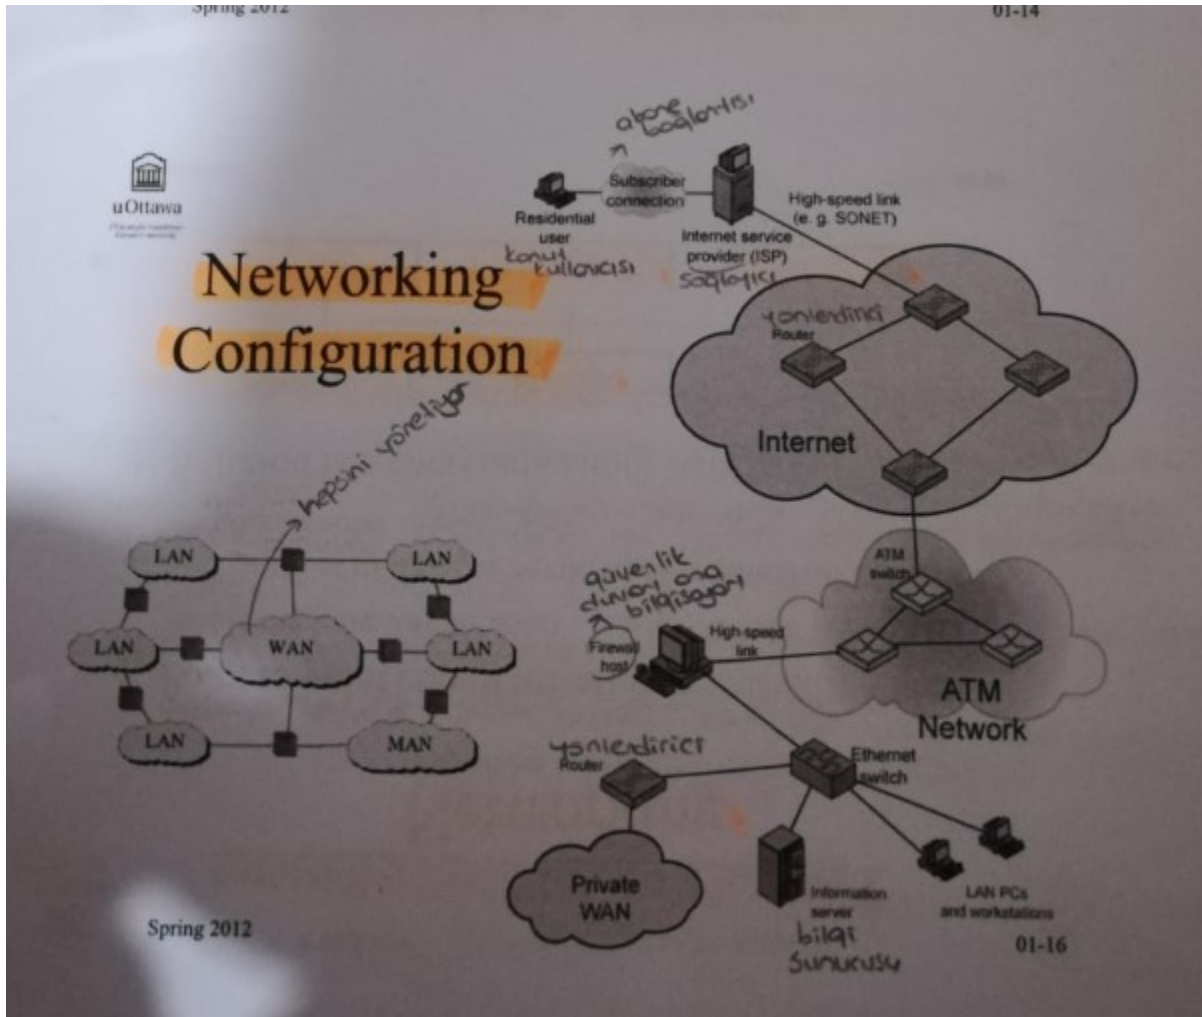 Spring 2012
01-14
uOttawa
Networking
Configuration
abone
bağlantısı
Subscriber
connection
Residential
user
konut
kullanıcısı
Internet service
provider (ISP)
sağlayıcı
High-speed link
(e. g. SONET)
Router
Internet
hepsini yönetiyor
LAN
LAN
LAN
WAN
LAN
LAN
MAN
ATM
switch
ATM
Network
güvenlik
duvarı ana
bilgisayarı
Firewall
host
High-speed
link
yönlendirici
Router
Ethernet
switch
Private
WAN
Information
server
bilgi
sunucusu
LAN PCs
and workstations
Spring 2012
01-16